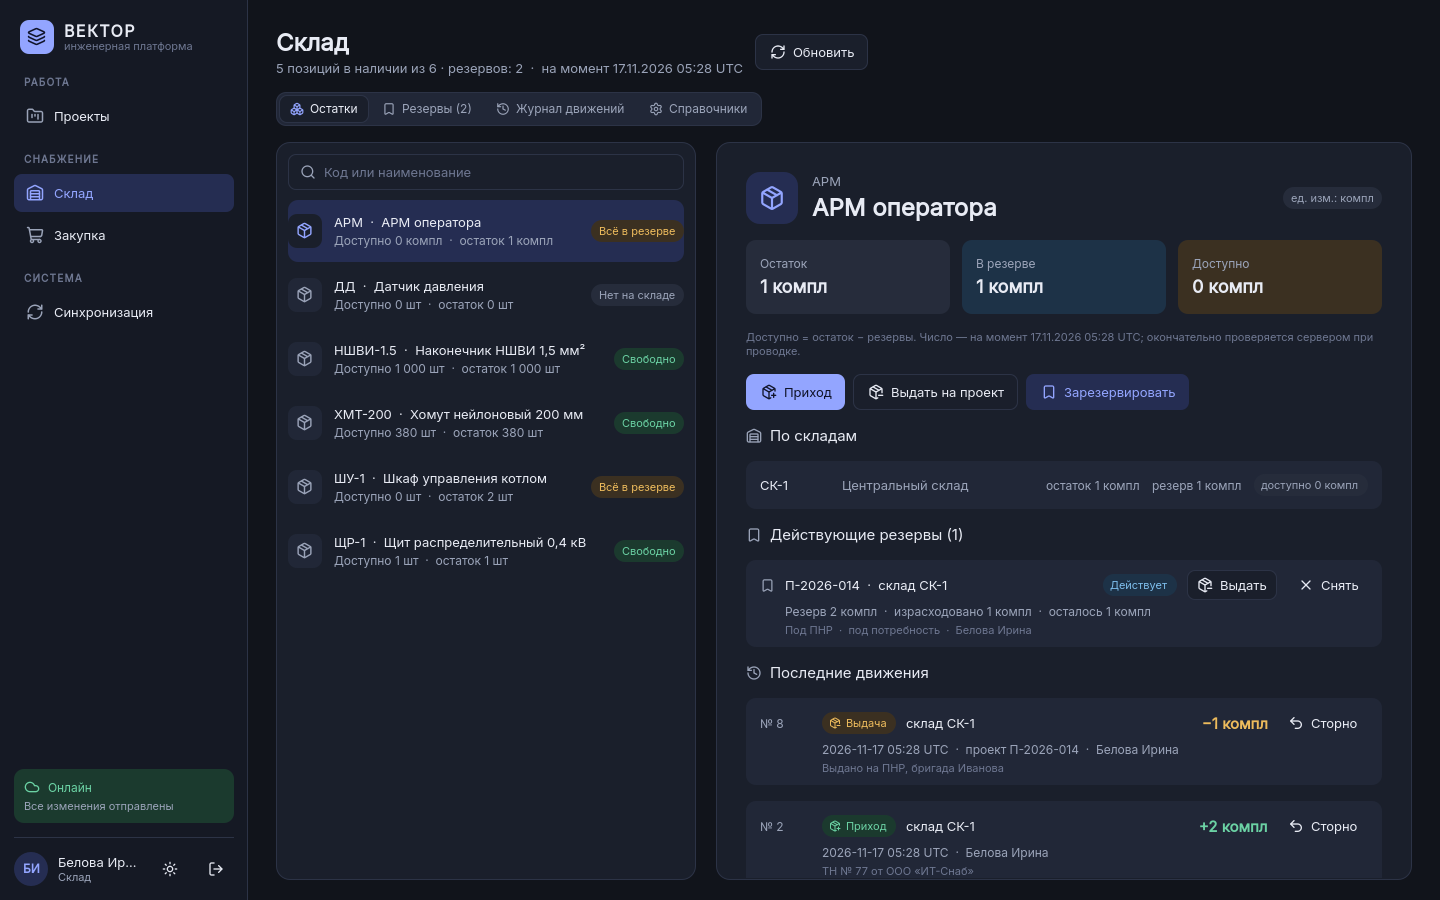 ВЕКТОР
инженерная платформа
РАБОТА
Проекты
СНАБЖЕНИЕ
Склад
Закупка
СИСТЕМА
Синхронизация
Онлайн
Все изменения отправлены
БИ
Белова Ир...
Склад
Склад
5 позиций в наличии из 6 · резервов: 2 · на момент 17.11.2026 05:28 UTC
Обновить
Остатки
Резервы (2)
Журнал движений
Справочники
Код или наименование
АРМ · АРМ оператора
Доступно 0 компл · остаток 1 компл
Всё в резерве
ДД · Датчик давления
Доступно 0 шт · остаток 0 шт
Нет на складе
НШВИ-1.5 · Наконечник НШВИ 1,5 мм²
Доступно 1 000 шт · остаток 1 000 шт
Свободно
ХМТ-200 · Хомут нейлоновый 200 мм
Доступно 380 шт · остаток 380 шт
Свободно
ШУ-1 · Шкаф управления котлом
Доступно 0 шт · остаток 2 шт
Всё в резерве
ЩР-1 · Щит распределительный 0,4 кВ
Доступно 1 шт · остаток 1 шт
Свободно
АРМ
АРМ оператора
ед. изм.: компл
Остаток
1 компл
В резерве
1 компл
Доступно
0 компл
Доступно = остаток − резервы. Число — на момент 17.11.2026 05:28 UTC; окончательно проверяется сервером при
проводке.
Приход
Выдать на проект
Зарезервировать
По складам
СК-1 Центральный склад остаток 1 компл резерв 1 компл доступно 0 компл
Действующие резервы (1)
П-2026-014 · склад СК-1
Действует
Выдать
Снять
Резерв 2 компл · израсходовано 1 компл · осталось 1 компл
Под ПНР · под потребность · Белова Ирина
Последние движения
№ 8 Выдача склад СК-1 −1 компл Сторно
2026-11-17 05:28 UTC · проект П-2026-014 · Белова Ирина
Выдано на ПНР, бригада Иванова
№ 2 Приход склад СК-1 +2 компл Сторно
2026-11-17 05:28 UTC · Белова Ирина
ТН № 77 от ООО «ИТ-Снаб»